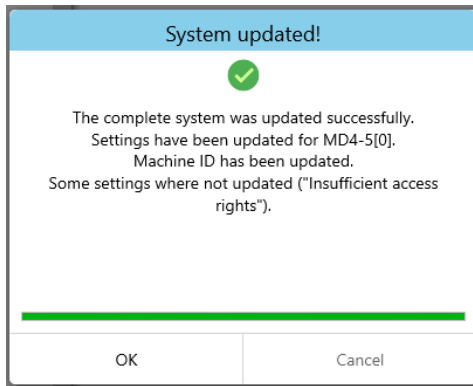 System updated!
The complete system was updated successfully.
Settings have been updated for MD4-5[0].
Machine ID has been updated.
Some settings where not updated ("Insufficient access
rights").
OK
Cancel